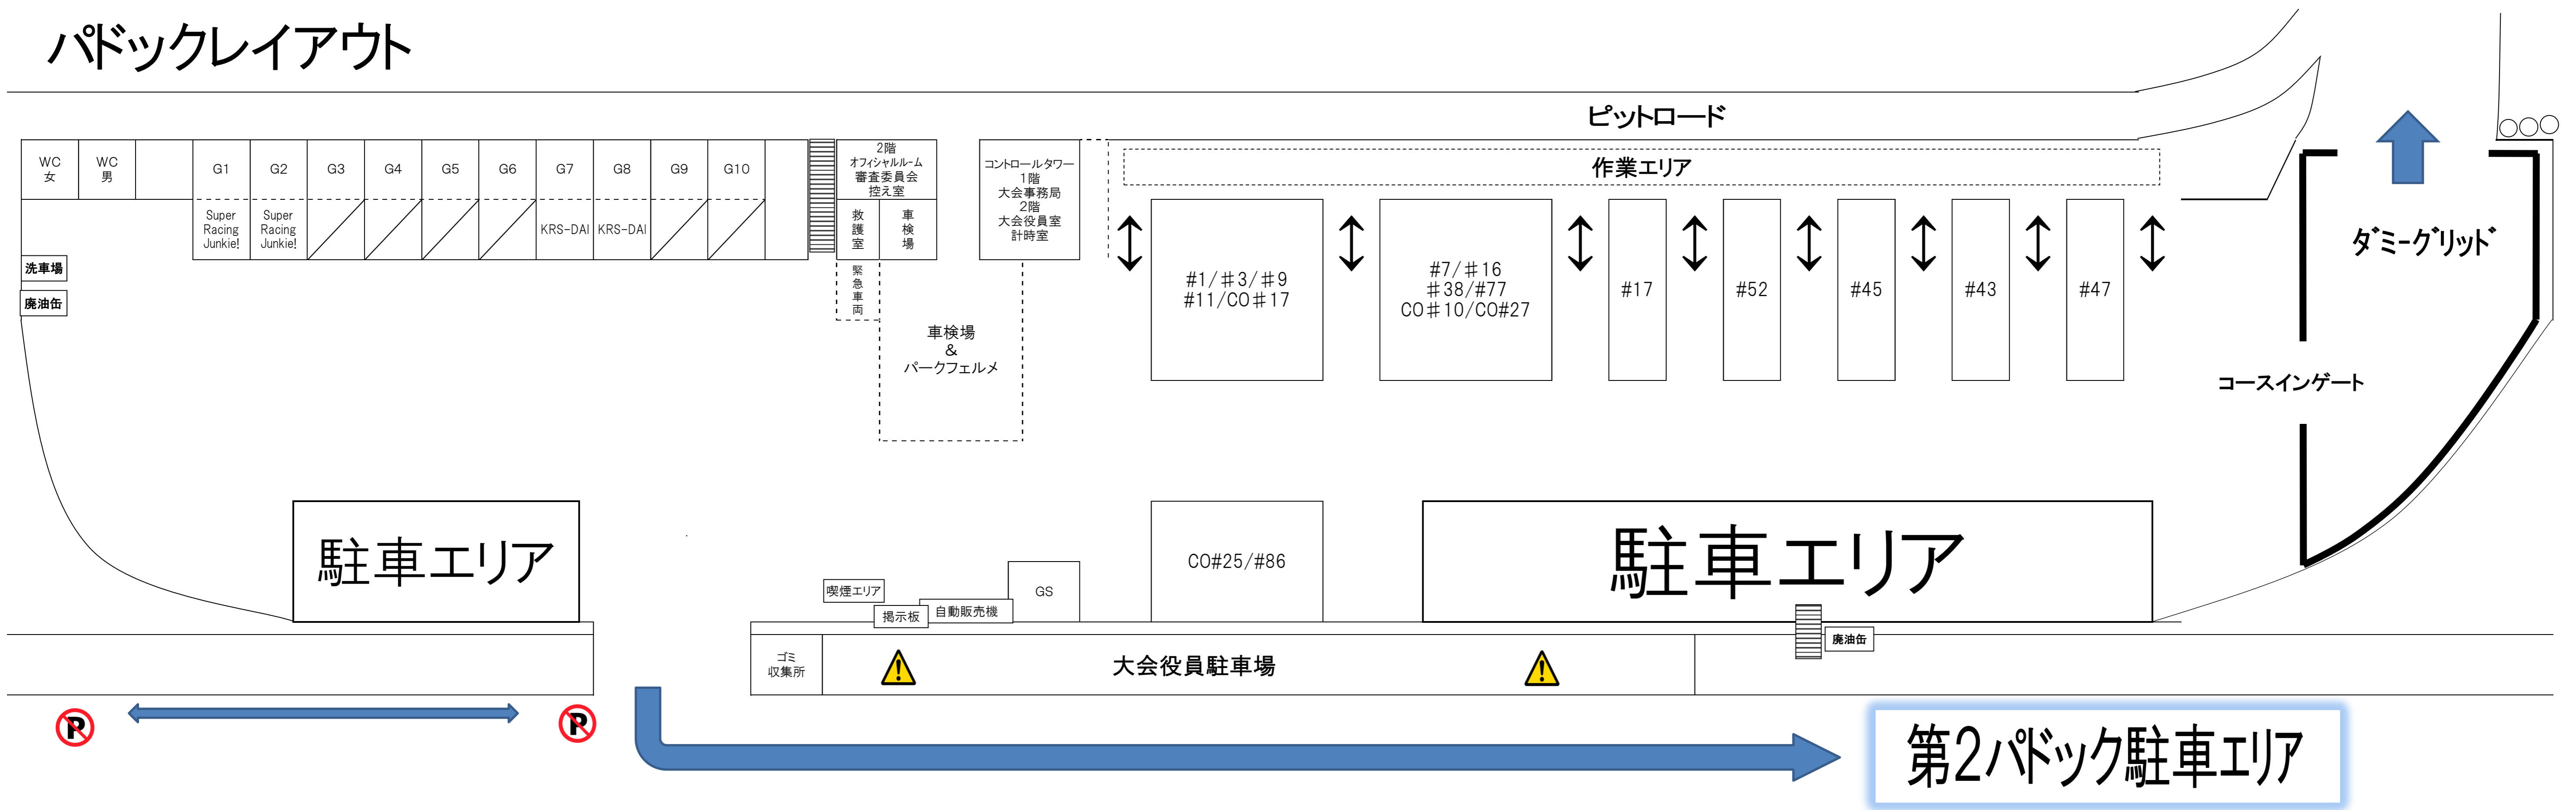 パドックレイアウト
ピットロード
作業エリア
WC
女
WC
男
G1
G2
G3
G4
G5
G6
G7
G8
G9
G10
Super
Racing
Junkie!
Super
Racing
Junkie!
KRS-DAI
KRS-DAI
2階
オフィシャルルーム
審査委員会
控え室
救護室
車検場
緊急車両
コントロールタワー
1階
大会事務局
2階
大会役員室
計時室
車検場
&
パークフェルメ
洗車場
廃油缶
#1/♯3/♯9
#11/CO♯17
#7/♯16
♯38/#77
CO♯10/CO#27
#17
#52
#45
#43
#47
ダミーグリッド
コースインゲート
駐車エリア
喫煙エリア
掲示板
自動販売機
GS
CO#25/#86
駐車エリア
廃油缶
ゴミ
収集所
大会役員駐車場
P
P
第2パドック駐車エリア